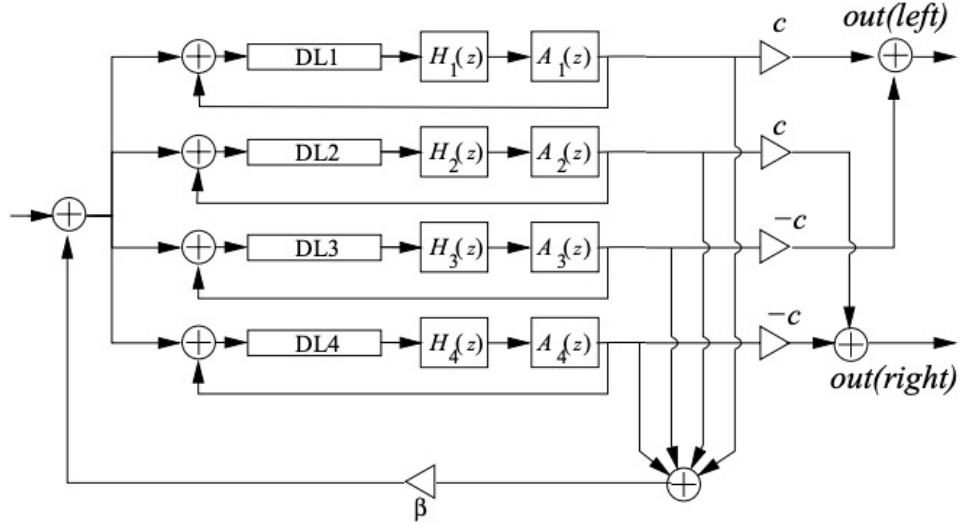 c out(left)
DL1 H₁(z) A₁(z)
c
DL2 H₂(z) A₂(z)
−c
DL3 H₃(z) A₃(z)
−c
DL4 H₄(z) A₄(z)
out(right)
β